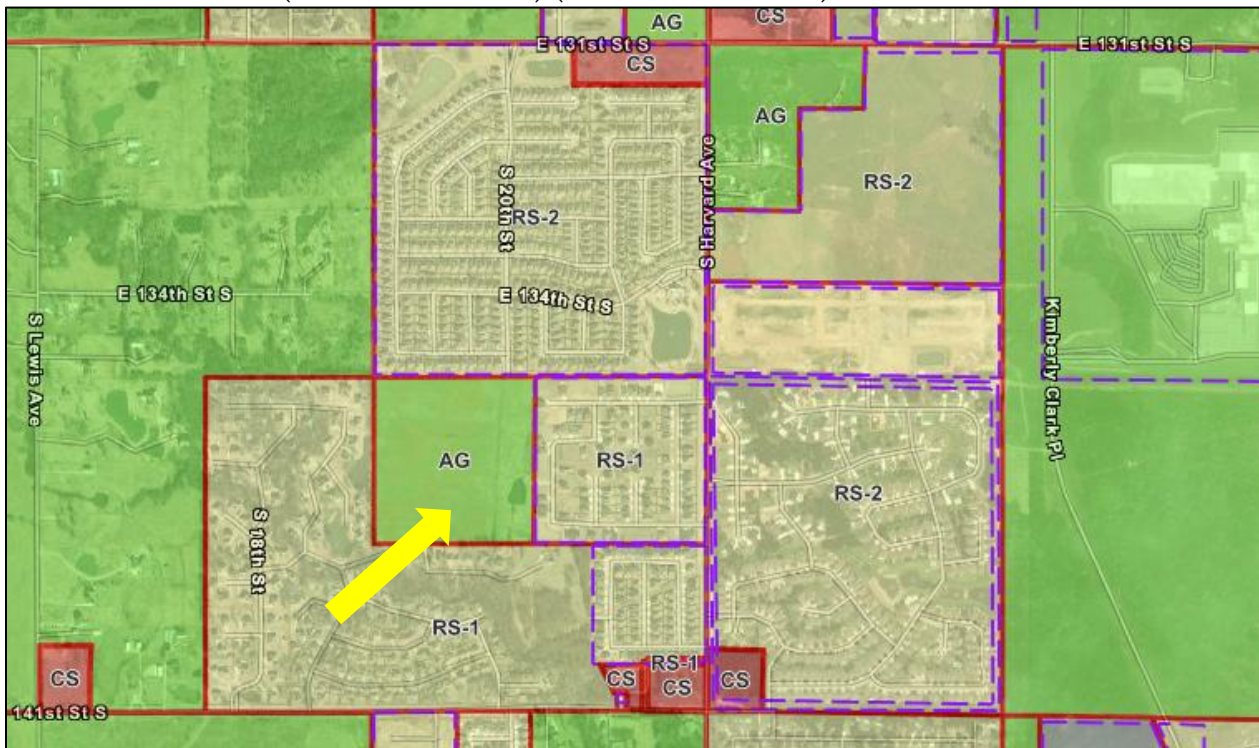 AG
CS
E 131st St S
E 131st St S
CS
AG
RS-2
S Harvard Ave
S 20th St
RS-2
E 134th St S
E 134th St S
S Lewis Ave
Kimberly Clark Pl
AG
RS-1
RS-2
S 18th St
RS-1
RS-1
CS
CS
CS
CS
141st St S